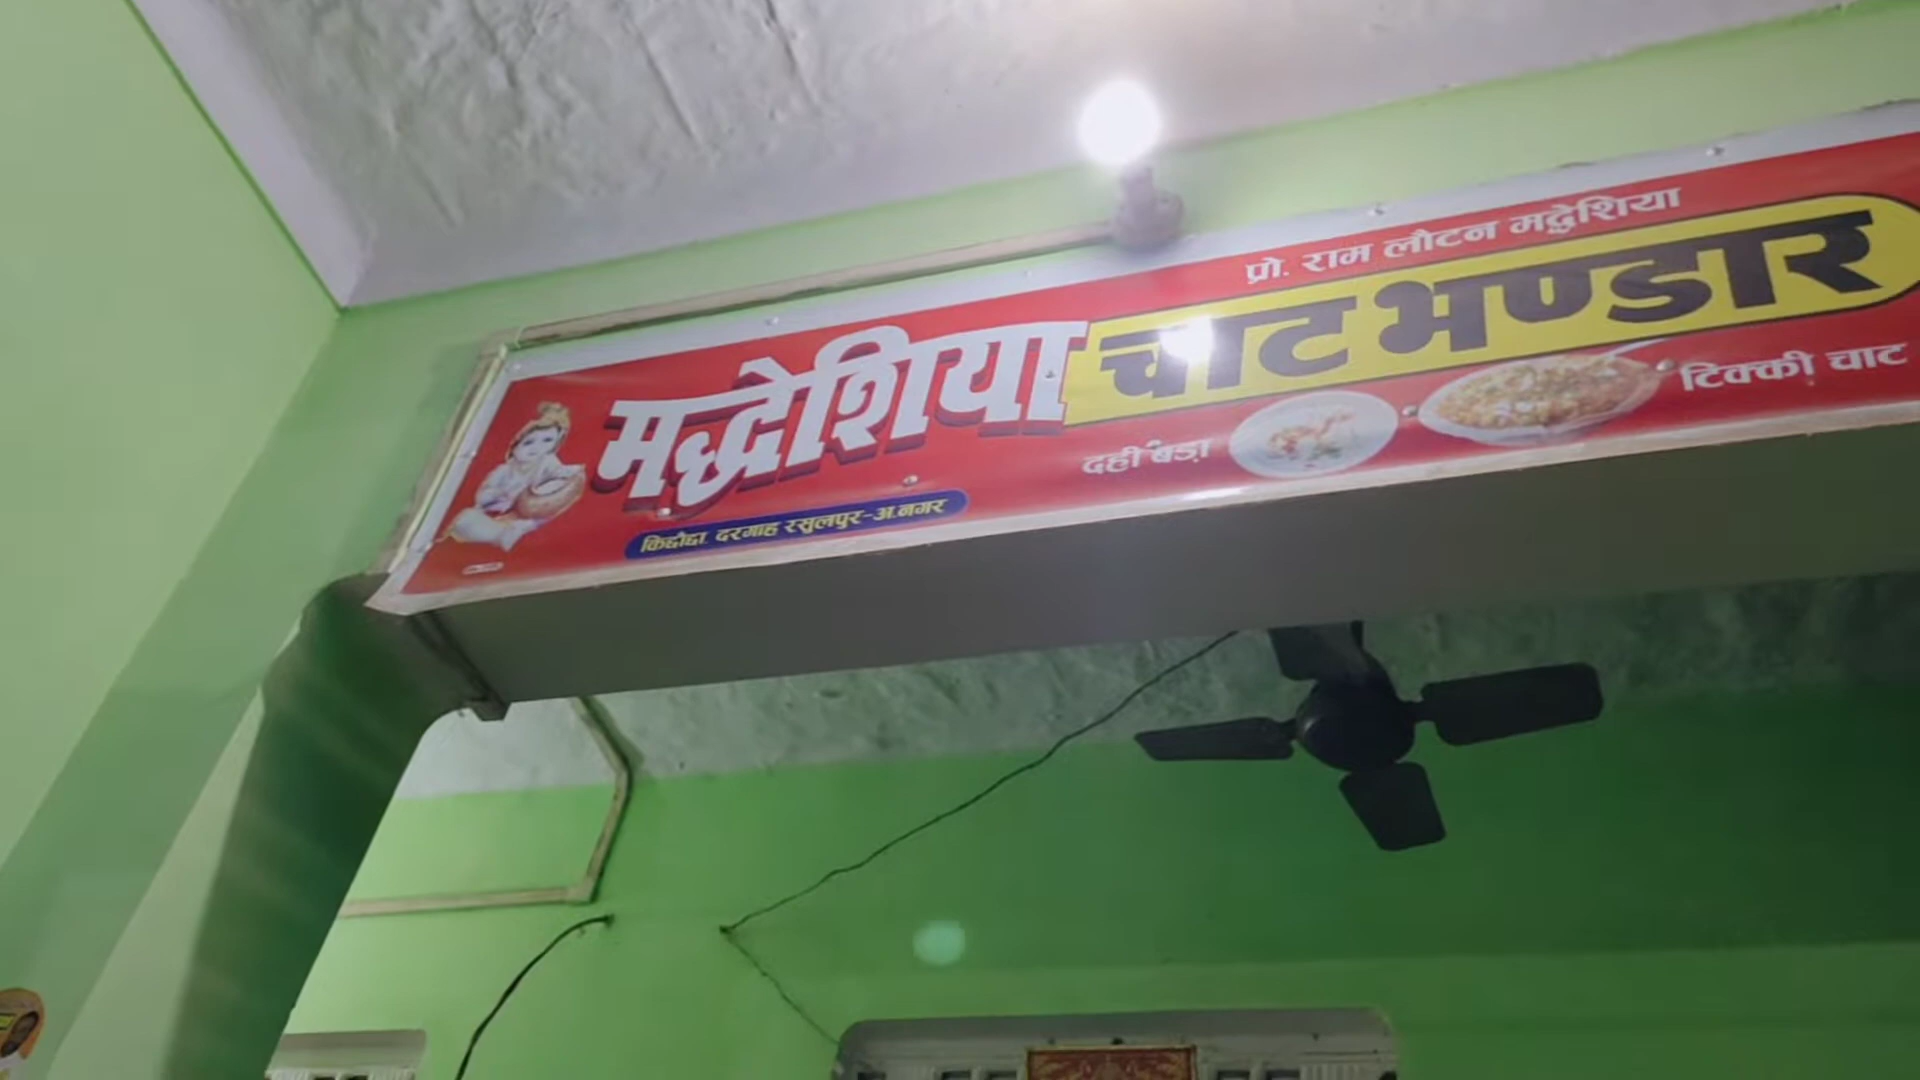 प्रो. राम लौटन मद्धेशिया
मद्धेशिया चाट भण्डार
दही बड़ा
टिक्की चाट
किछौछा दरगाह रसुलपुर-अ.नगर